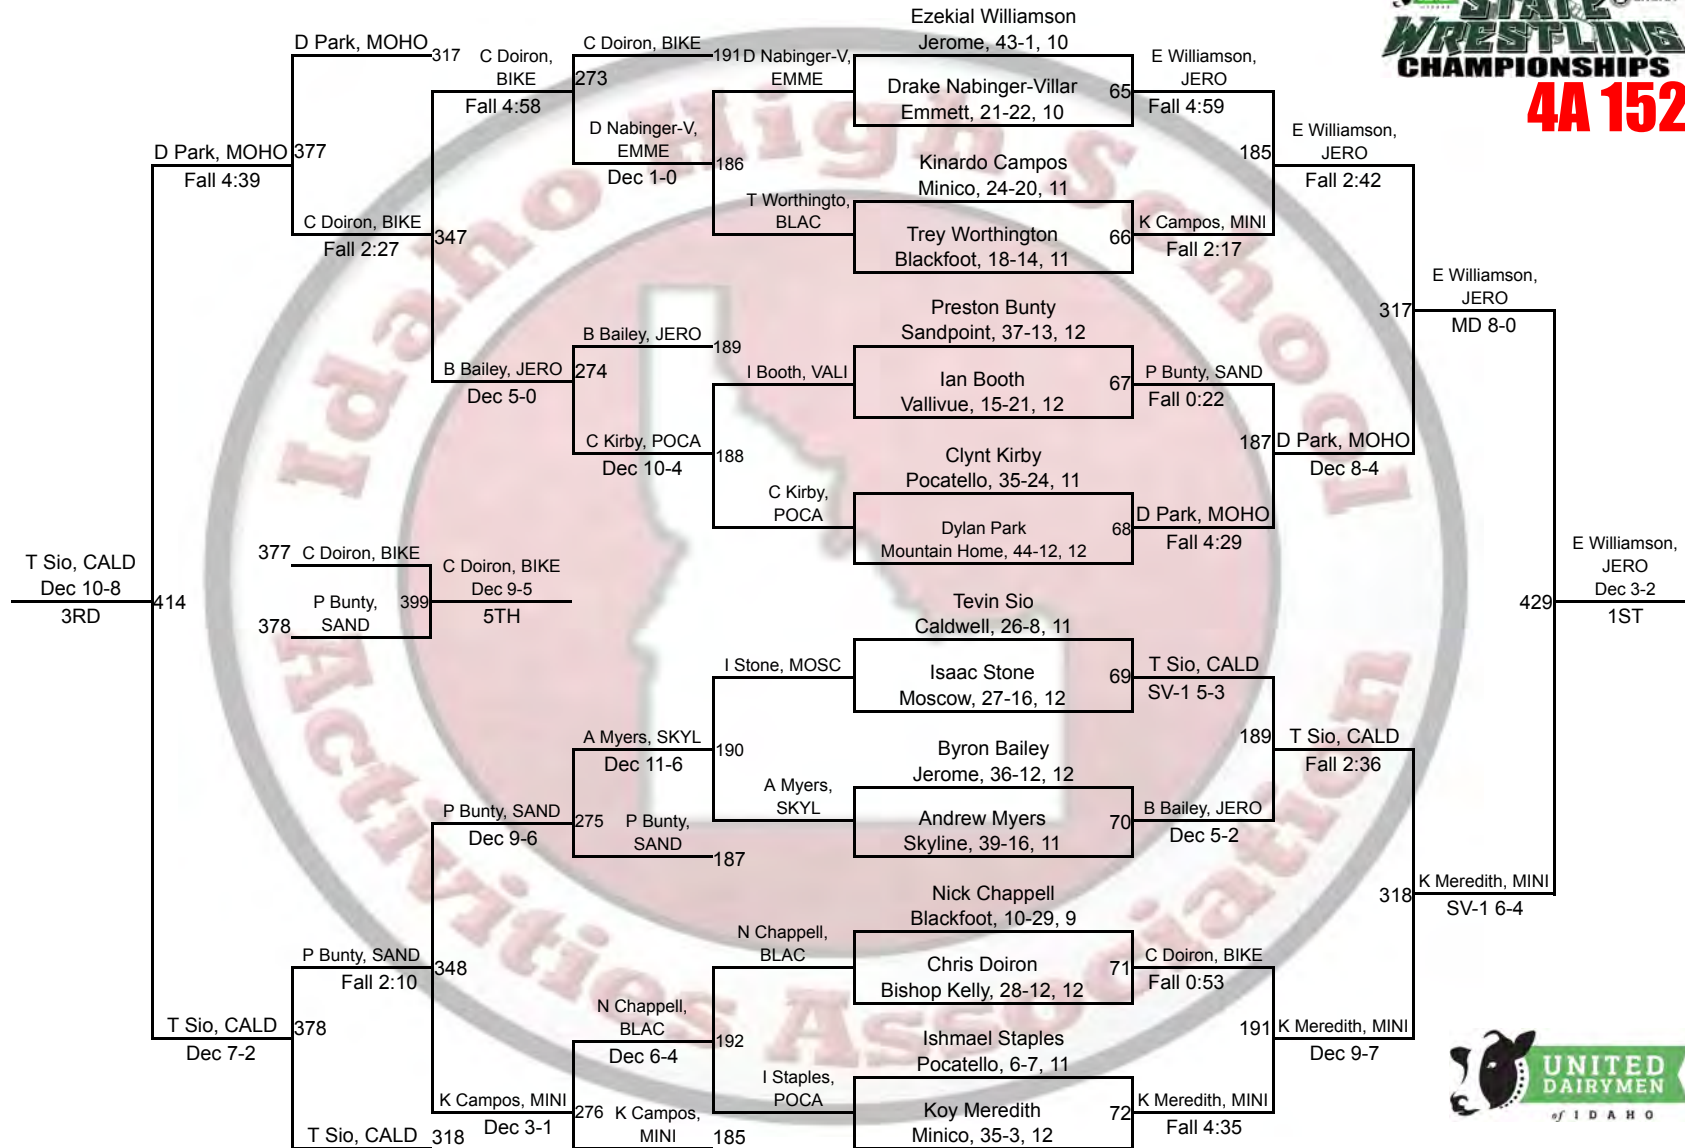 STATE
WRESTLING
CHAMPIONSHIPS
4A 152
Idaho High School
Activities Association
Ezekial Williamson
Jerome, 43-1, 10
Drake Nabinger-Villar
Emmett, 21-22, 10
65
Kinardo Campos
Minico, 24-20, 11
Trey Worthington
Blackfoot, 18-14, 11
66
Preston Bunty
Sandpoint, 37-13, 12
Ian Booth
Vallivue, 15-21, 12
67
Clynt Kirby
Pocatello, 35-24, 11
Dylan Park
Mountain Home, 44-12, 12
68
Tevin Sio
Caldwell, 26-8, 11
Isaac Stone
Moscow, 27-16, 12
69
Byron Bailey
Jerome, 36-12, 12
Andrew Myers
Skyline, 39-16, 11
70
Nick Chappell
Blackfoot, 10-29, 9
Chris Doiron
Bishop Kelly, 28-12, 12
71
Ishmael Staples
Pocatello, 6-7, 11
Koy Meredith
Minico, 35-3, 12
72
E Williamson,
JERO
Fall 4:59
185
K Campos, MINI
Fall 2:17
P Bunty, SAND
Fall 0:22
187
D Park, MOHO
Fall 4:29
T Sio, CALD
SV-1 5-3
189
B Bailey, JERO
Dec 5-2
C Doiron, BIKE
Fall 0:53
191
K Meredith, MINI
Fall 4:35
E Williamson,
JERO
Fall 2:42
317
D Park, MOHO
Dec 8-4
T Sio, CALD
Fall 2:36
318
K Meredith, MINI
Dec 9-7
E Williamson,
JERO
MD 8-0
429
K Meredith, MINI
SV-1 6-4
E Williamson,
JERO
Dec 3-2
1ST
D Nabinger-V,
EMME
186
T Worthingto,
BLAC
I Booth, VALI
188
C Kirby,
POCA
I Stone, MOSC
190
A Myers,
SKYL
N Chappell,
BLAC
192
I Staples,
POCA
C Doiron, BIKE
191
273
D Nabinger-V,
EMME
Dec 1-0
B Bailey, JERO
189
274
C Kirby, POCA
Dec 10-4
A Myers, SKYL
Dec 11-6
275
P Bunty,
SAND
187
N Chappell,
BLAC
Dec 6-4
276
K Campos,
MINI
185
C Doiron,
BIKE
Fall 4:58
347
B Bailey, JERO
Dec 5-0
P Bunty, SAND
Dec 9-6
348
K Campos, MINI
Dec 3-1
D Park, MOHO
317
377
C Doiron, BIKE
Fall 2:27
P Bunty, SAND
Fall 2:10
378
T Sio, CALD
318
D Park, MOHO
Fall 4:39
414
T Sio, CALD
Dec 7-2
T Sio, CALD
Dec 10-8
3RD
377
C Doiron, BIKE
399
378
P Bunty,
SAND
C Doiron, BIKE
Dec 9-5
5TH
UNITED
DAIRYMEN
of IDAHO